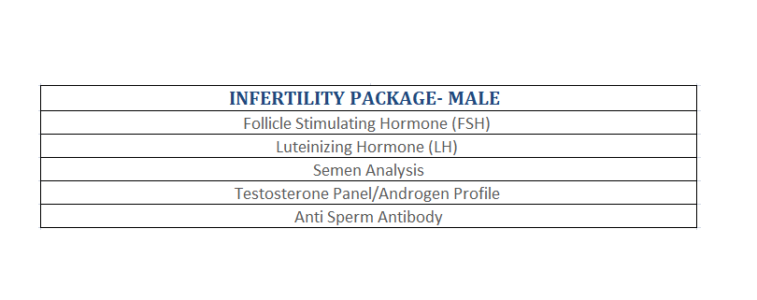 INFERTILITY PACKAGE- MALE
Follicle Stimulating Hormone (FSH)
Luteinizing Hormone (LH)
Semen Analysis
Testosterone Panel/Androgen Profile
Anti Sperm Antibody